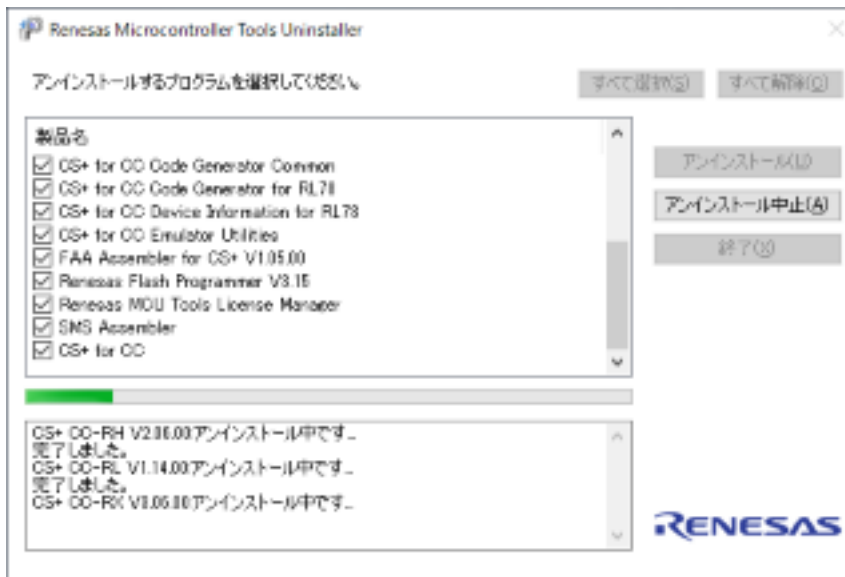 Renesas Microcontroller Tools Uninstaller
アンインストールするプログラムを選択してください。
すべて選択(S)
すべて解除(C)
製品名
CS+ for CC Code Generator Common
CS+ for CC Code Generator for RL78
CS+ for CC Device Information for RL78
CS+ for CC Emulator Utilities
FAA Assembler for CS+ V1.05.00
Renesas Flash Programmer V3.15
Renesas MCU Tools License Manager
SMS Assembler
CS+ for CC
アンインストール(U)
アンインストール中止(A)
終了(X)
CS+ CC-RH V2.06.00アンインストール中です...
完了しました。
CS+ CC-RL V1.14.00アンインストール中です...
完了しました。
CS+ CC-RX V3.06.00アンインストール中です...
RENESAS